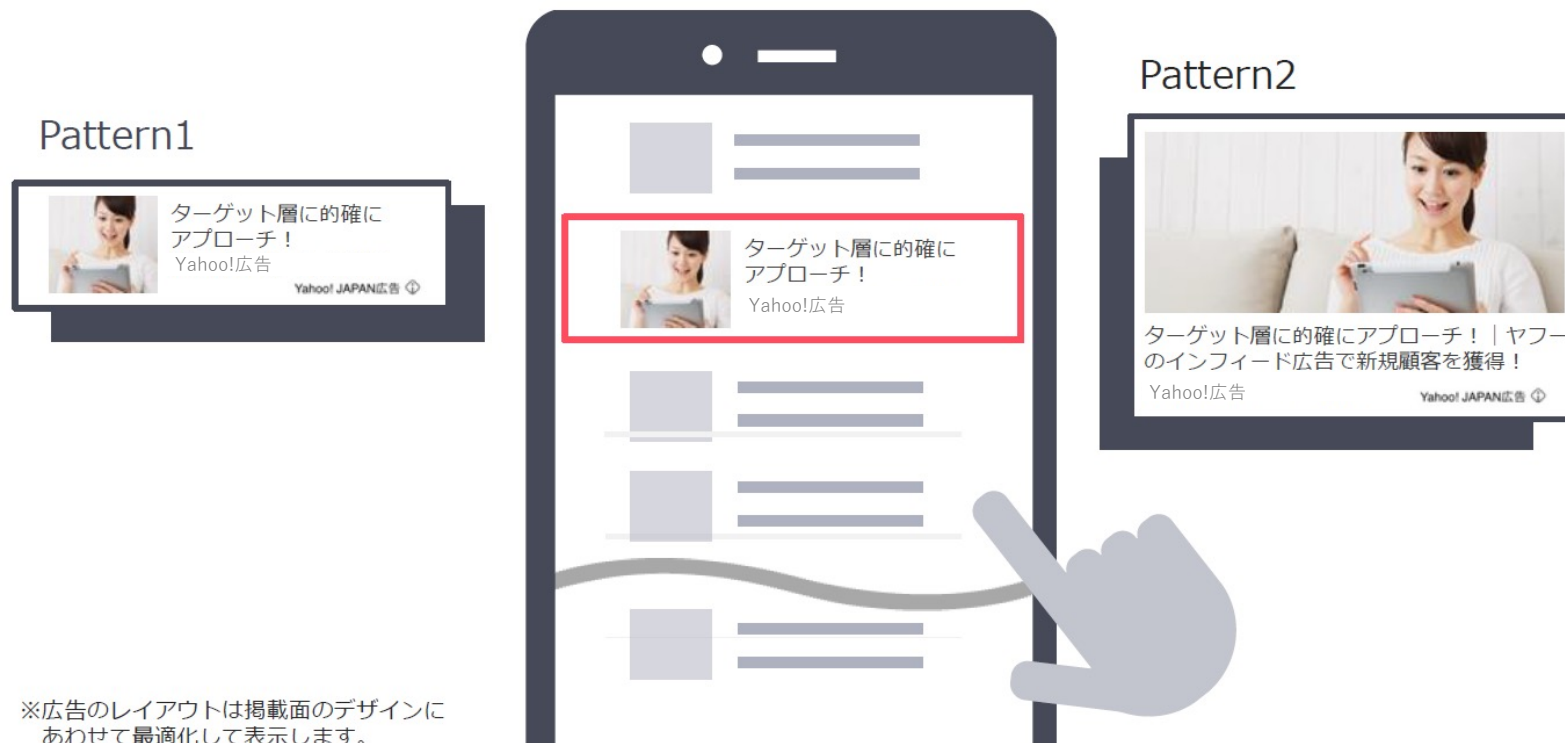 Pattern1
ターゲット層に的確に
アプローチ！
Yahoo!広告
Yahoo! JAPAN広告
ターゲット層に的確に
アプローチ！
Yahoo!広告
Pattern2
ターゲット層に的確にアプローチ！｜ヤフー
のインフィード広告で新規顧客を獲得！
Yahoo!広告
Yahoo! JAPAN広告
※広告のレイアウトは掲載面のデザインに
あわせて最適化して表示します。